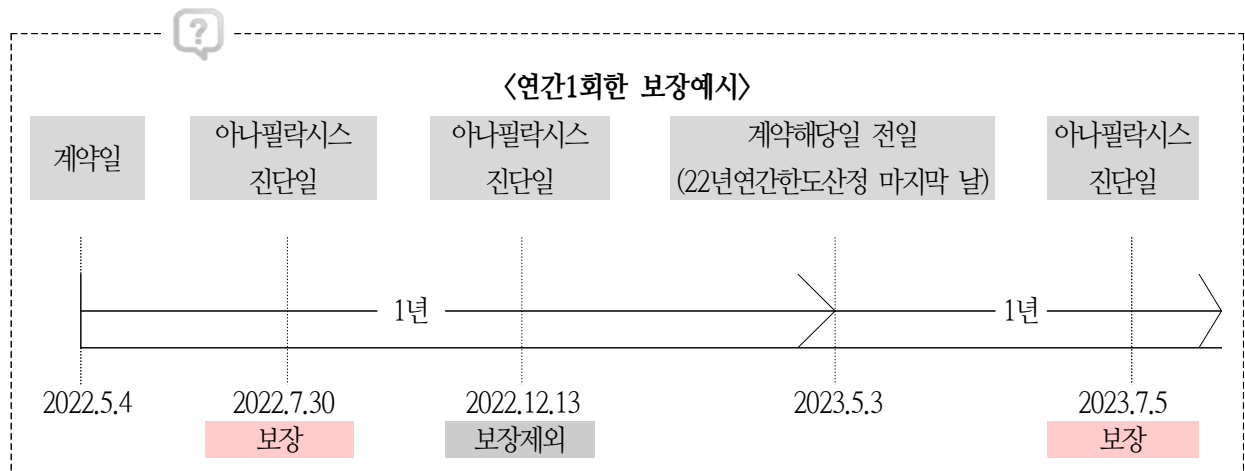 ?
〈연간1회한 보장예시〉
계약일
아나필락시스
진단일
아나필락시스
진단일
계약해당일 전일
(22년연간한도산정 마지막 날)
아나필락시스
진단일
1년
1년
2022.5.4
2022.7.30
2022.12.13
2023.5.3
2023.7.5
보장
보장제외
보장